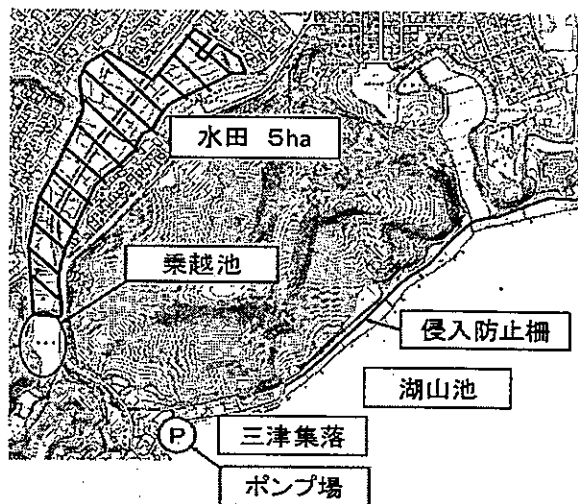 水田 5ha
乗越池
侵入防止柵
湖山池
三津集落
P
ポンプ場